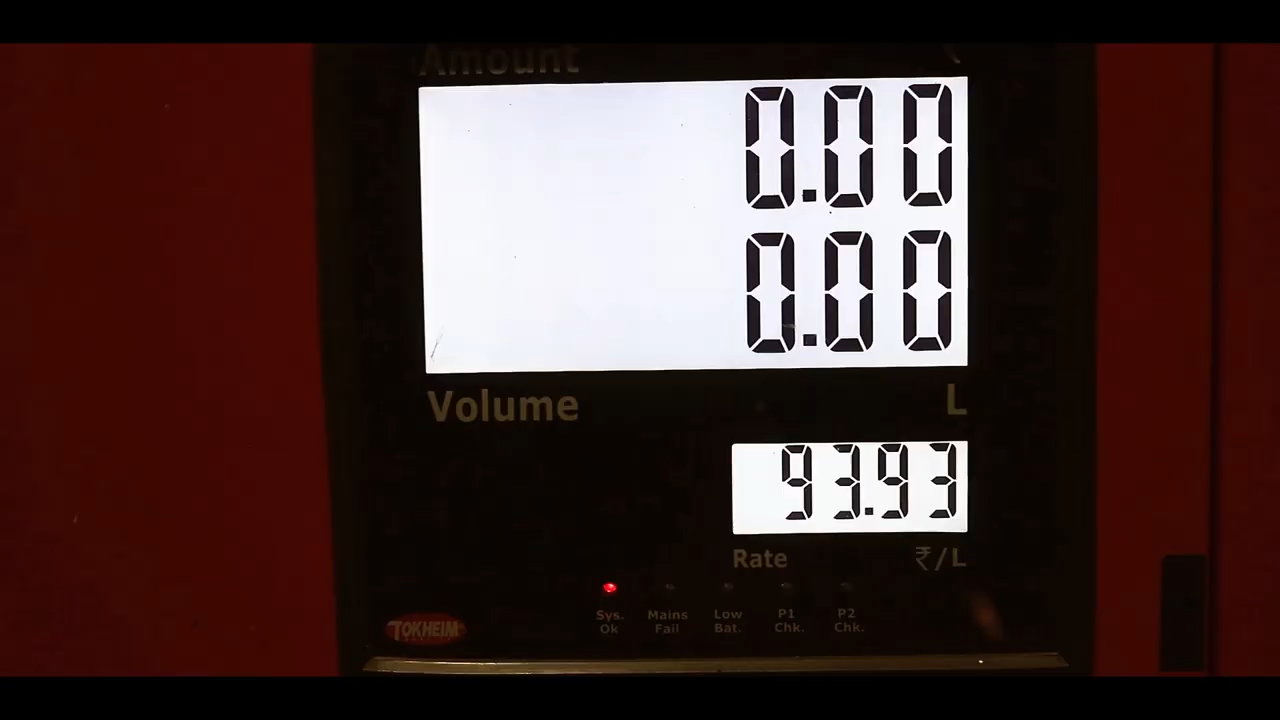 Amount
0.00
0.00
Volume L
93.93
Rate ₹/L
Sys. Ok
Mains Fail
Low Bat.
P1 Chk.
P2 Chk.
TOKHEIM